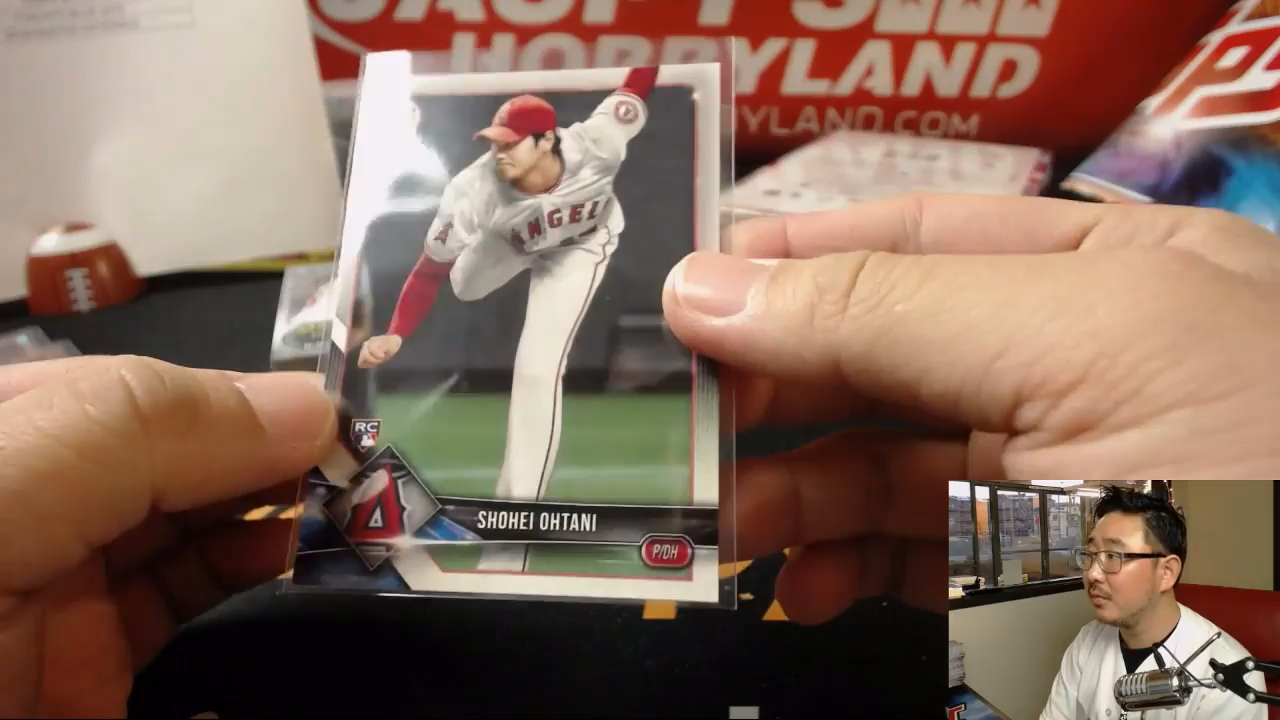 HOBBYLAND
YLAND.COM
ANGEL
RC
A
SHOHEI OHTANI
P/DH